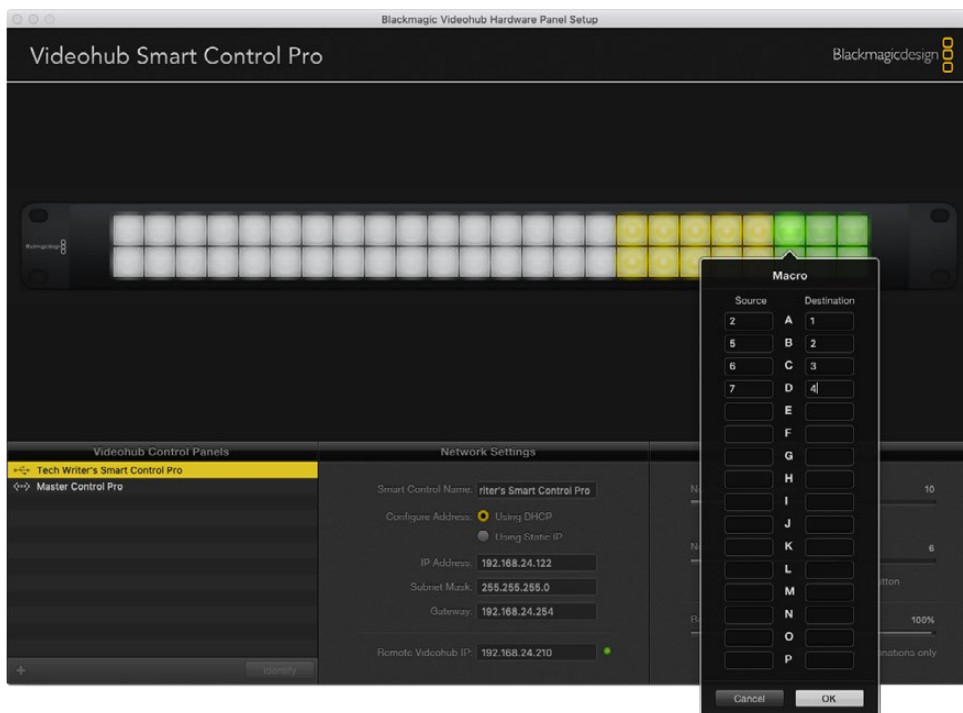 Blackmagic Videohub Hardware Panel Setup
Videohub Smart Control Pro
Blackmagicdesign
Blackmagicdesign
Macro
Source Destination
2 A 1
5 B 2
6 C 3
7 D 4
E
F
G
H
I
J
K
L
M
N
O
P
Cancel OK
Videohub Control Panels
Tech Writer's Smart Control Pro
Master Control Pro
+ Identify
Network Settings
Smart Control Name: riter's Smart Control Pro
Configure Address: Using DHCP
Using Static IP
IP Address: 192.168.24.122
Subnet Mask: 255.255.255.0
Gateway: 192.168.24.254
Remote Videohub IP: 192.168.24.210
10
6
100%
only